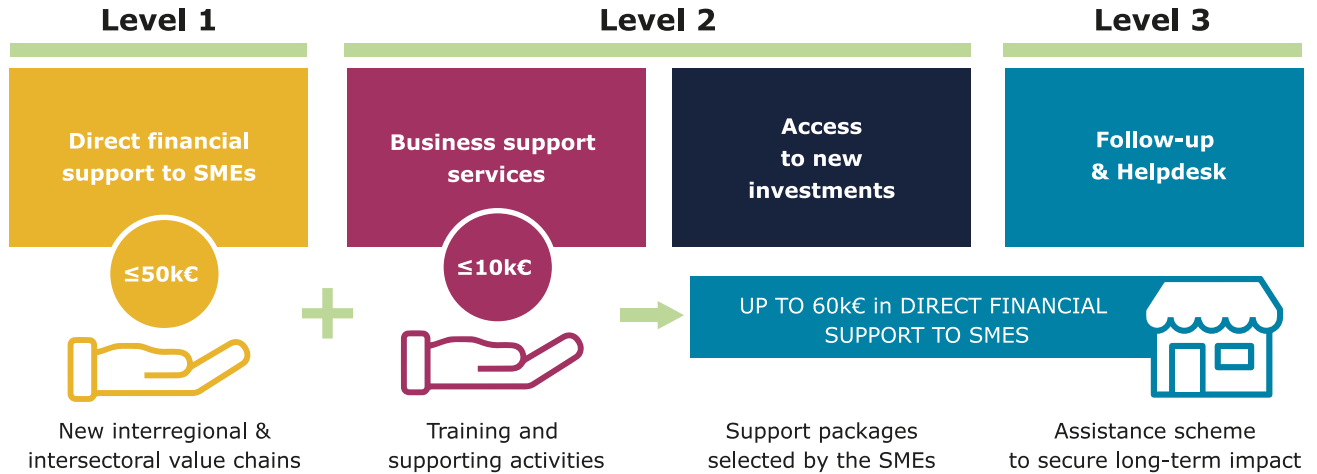 Level 1
Level 2
Level 3
Direct financial
support to SMEs
Business support
services
Access
to new
investments
Follow-up
& Helpdesk
≤50k€
+
≤10k€
UP TO 60k€ in DIRECT FINANCIAL
SUPPORT TO SMES
New interregional &
intersectoral value chains
Training and
supporting activities
Support packages
selected by the SMEs
Assistance scheme
to secure long-term impact